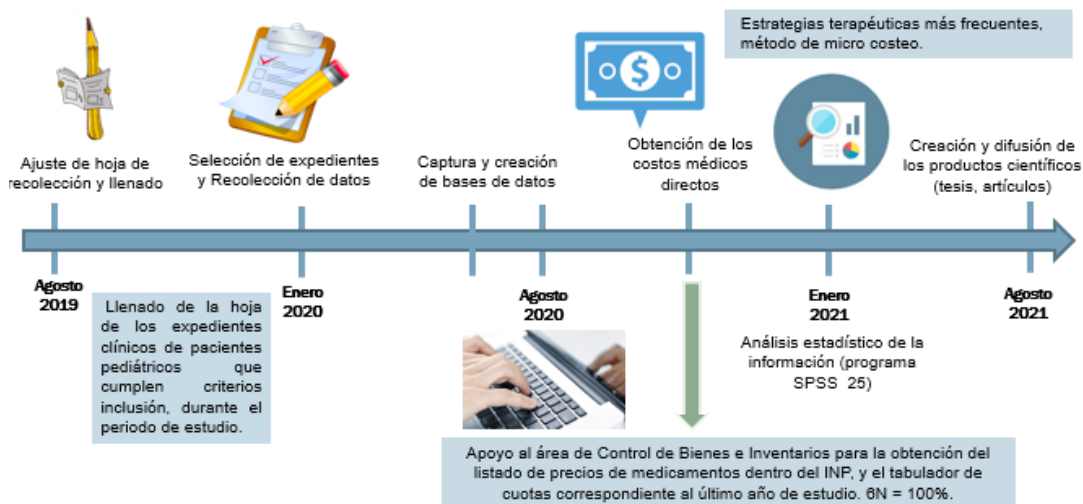 Estrategias terapéuticas más frecuentes,
método de micro costeo.
Ajuste de hoja de
recolección y llenado
Selección de expedientes
y Recolección de datos
Captura y creación
de bases de datos
Obtención de los
costos médicos
directos
Creación y difusión de
los productos científicos
(tesis, artículos)
Agosto
2019
Enero
2020
Agosto
2020
Enero
2021
Agosto
2021
Llenado de la hoja
de los expedientes
clínicos de pacientes
pediátricos que
cumplen criterios
inclusión, durante el
periodo de estudio.
Análisis estadístico de la
información (programa
SPSS 25)
Apoyo al área de Control de Bienes e Inventarios para la obtención del
listado de precios de medicamentos dentro del INP, y el tabulador de
cuotas correspondiente al último año de estudio. 6N = 100%.